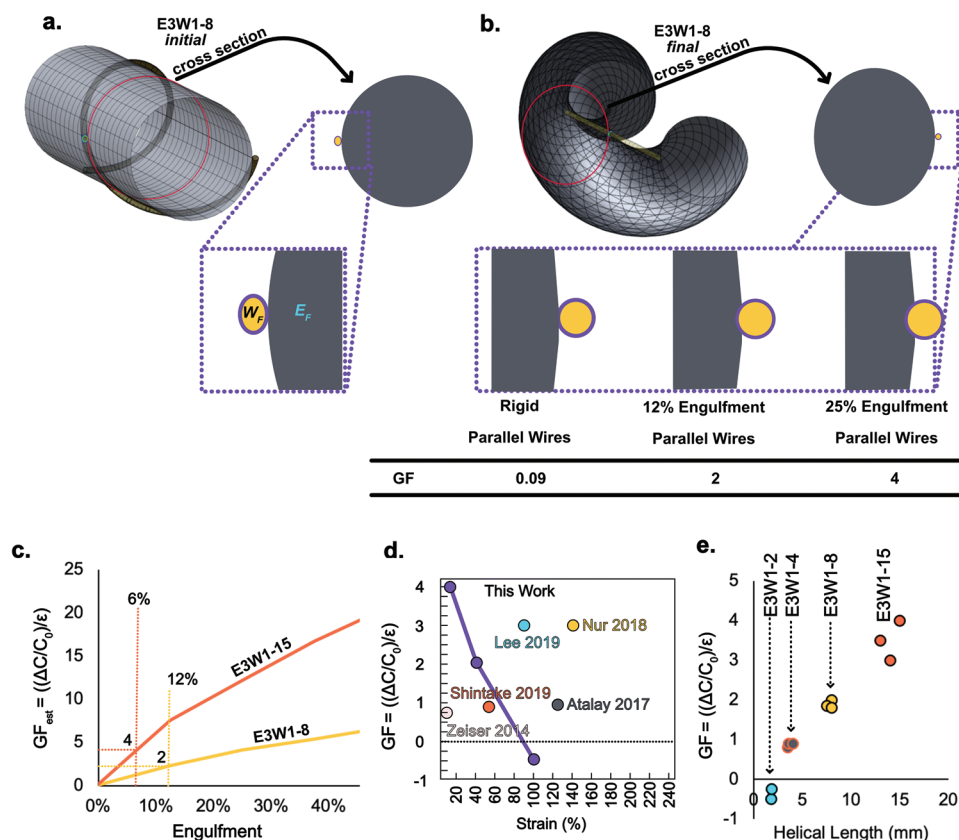 a.
E3W1-8
initial
cross section
W_F
E_F
b.
E3W1-8
final
cross section
Rigid
Parallel Wires
12% Engulfment
Parallel Wires
25% Engulfment
Parallel Wires
GF 0.09 2 4
c.
GF_est = ((ΔC/C_0)/ε)
25
20
15
10
5
0
6%
12%
4
2
E3W1-15
E3W1-8
0% 10% 20% 30% 40%
Engulfment
d.
GF = ((ΔC/C_0)/ε)
4
3
2
1
0
-1
This Work
Lee 2019
Nur 2018
Shintake 2019
Atalay 2017
Zeiser 2014
20 40 60 80 100 120 140 160 180 200 220 240
Strain (%)
e.
GF = ((ΔC/C_0)/ε)
5
4
3
2
1
0
-1
E3W1-2
E3W1-4
E3W1-8
E3W1-15
0 5 10 15 20
Helical Length (mm)